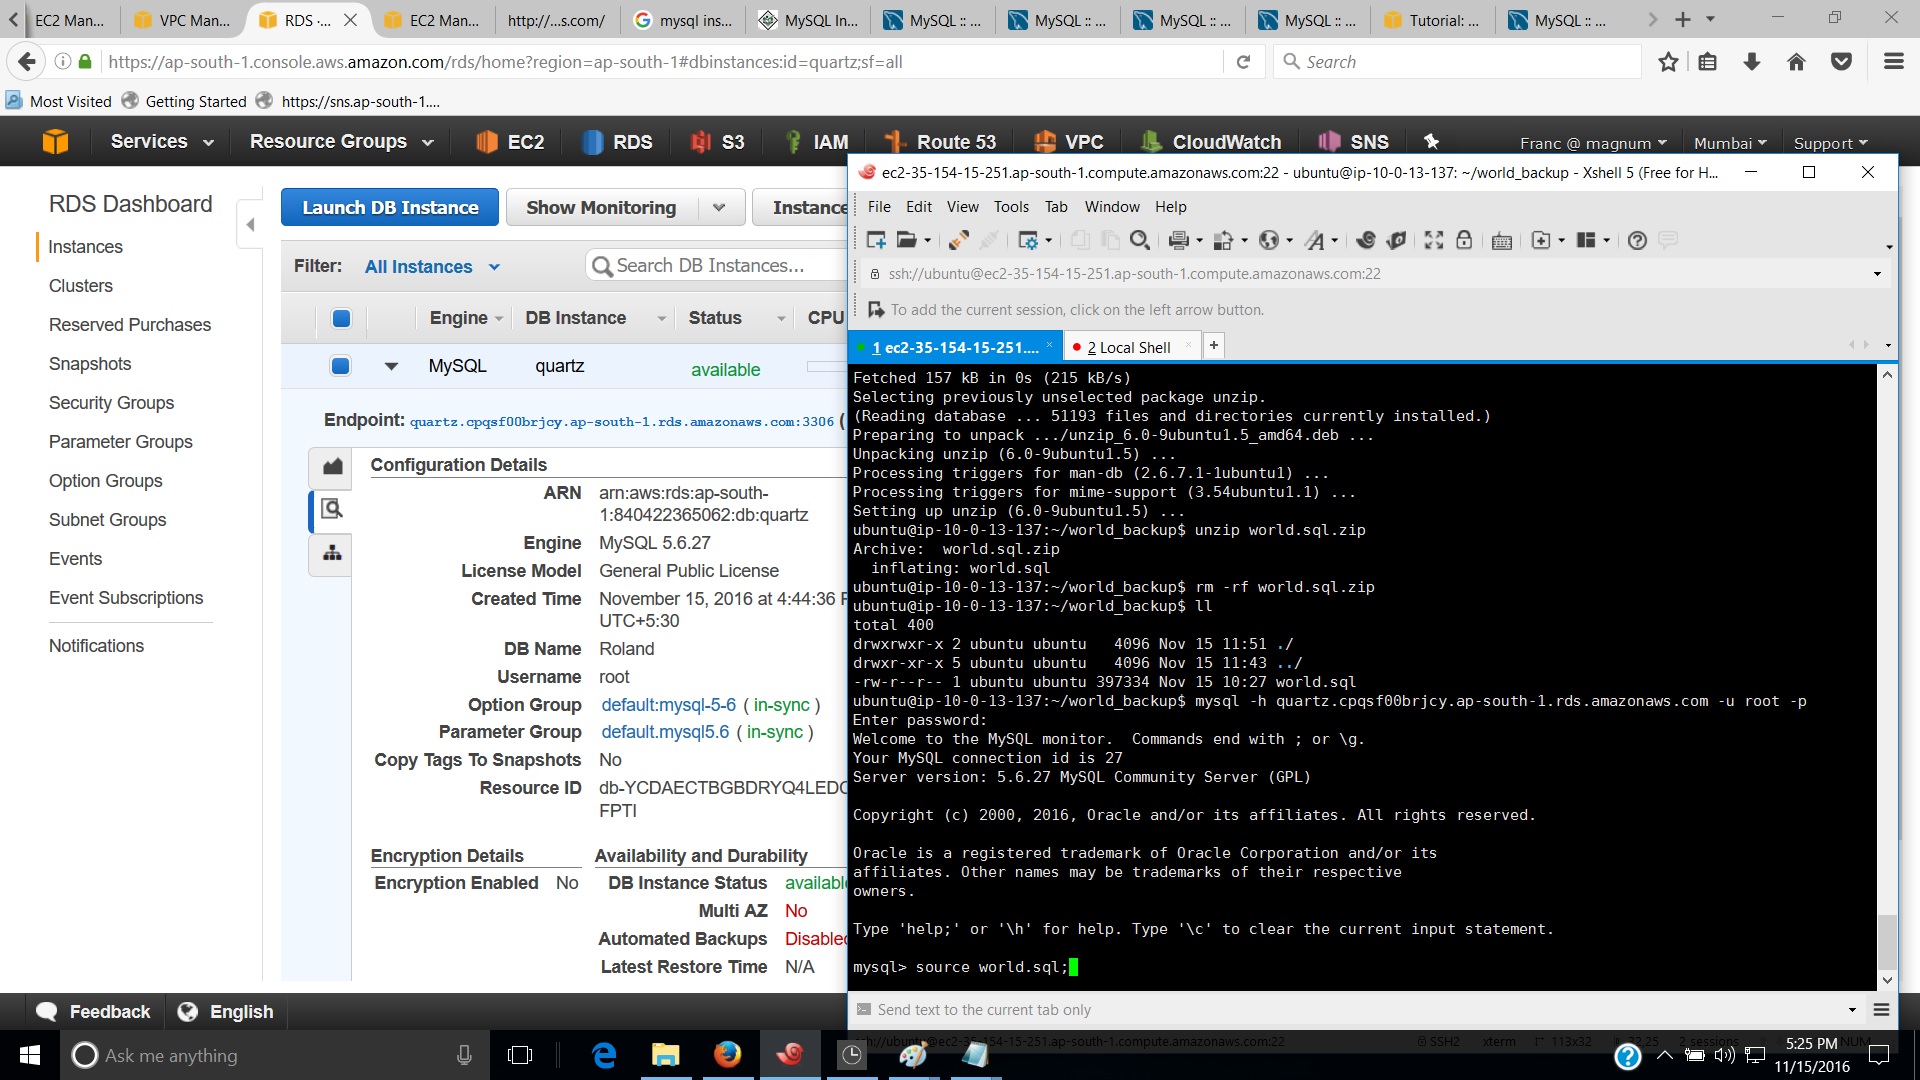 EC2 Man...
VPC Man...
RDS ·...
EC2 Man...
http://...s.com/
mysql ins...
MySQL In...
MySQL :: ...
MySQL :: ...
MySQL :: ...
MySQL :: ...
Tutorial: ...
MySQL :: ...
https://ap-south-1.console.aws.amazon.com/rds/home?region=ap-south-1#dbinstances:id=quartz;sf=all
Search
Most Visited
Getting Started
https://sns.ap-south-1....
Services
Resource Groups
EC2
RDS
S3
IAM
Route 53
VPC
CloudWatch
SNS
Franc @ magnum
Mumbai
Support
RDS Dashboard
Instances
Clusters
Reserved Purchases
Snapshots
Security Groups
Parameter Groups
Option Groups
Subnet Groups
Events
Event Subscriptions
Notifications
Launch DB Instance
Show Monitoring
Instance
Filter: All Instances
Search DB Instances...
Engine
DB Instance
Status
CPU
MySQL
quartz
available
Endpoint: quartz.cpqsf00brjcy.ap-south-1.rds.amazonaws.com:3306 (
Configuration Details
ARN arn:aws:rds:ap-south-
1:840422365062:db:quartz
Engine MySQL 5.6.27
License Model General Public License
Created Time November 15, 2016 at 4:44:36
UTC+5:30
DB Name Roland
Username root
Option Group default:mysql-5-6 ( in-sync )
Parameter Group default.mysql5.6 ( in-sync )
Copy Tags To Snapshots No
Resource ID db-YCDAECTBGBDRYQ4LEDC
FPTI
Encryption Details
Encryption Enabled No
Availability and Durability
DB Instance Status available
Multi AZ No
Automated Backups Disabled
Latest Restore Time N/A
ec2-35-154-15-251.ap-south-1.compute.amazonaws.com:22 - ubuntu@ip-10-0-13-137: ~/world_backup - Xshell 5 (Free for H...
File Edit View Tools Tab Window Help
ssh://ubuntu@ec2-35-154-15-251.ap-south-1.compute.amazonaws.com:22
To add the current session, click on the left arrow button.
1 ec2-35-154-15-251....
2 Local Shell
Fetched 157 kB in 0s (215 kB/s)
Selecting previously unselected package unzip.
(Reading database ... 51193 files and directories currently installed.)
Preparing to unpack .../unzip_6.0-9ubuntu1.5_amd64.deb ...
Unpacking unzip (6.0-9ubuntu1.5) ...
Processing triggers for man-db (2.6.7.1-1ubuntu1) ...
Processing triggers for mime-support (3.54ubuntu1.1) ...
Setting up unzip (6.0-9ubuntu1.5) ...
ubuntu@ip-10-0-13-137:~/world_backup$ unzip world.sql.zip
Archive:  world.sql.zip
inflating: world.sql
ubuntu@ip-10-0-13-137:~/world_backup$ rm -rf world.sql.zip
ubuntu@ip-10-0-13-137:~/world_backup$ ll
total 400
drwxrwxr-x 2 ubuntu ubuntu   4096 Nov 15 11:51 ./
drwxr-xr-x 5 ubuntu ubuntu   4096 Nov 15 11:43 ../
-rw-r--r-- 1 ubuntu ubuntu 397334 Nov 15 10:27 world.sql
ubuntu@ip-10-0-13-137:~/world_backup$ mysql -h quartz.cpqsf00brjcy.ap-south-1.rds.amazonaws.com -u root -p
Enter password:
Welcome to the MySQL monitor.  Commands end with ; or \g.
Your MySQL connection id is 27
Server version: 5.6.27 MySQL Community Server (GPL)
Copyright (c) 2000, 2016, Oracle and/or its affiliates. All rights reserved.
Oracle is a registered trademark of Oracle Corporation and/or its
affiliates. Other names may be trademarks of their respective
owners.
Type 'help;' or '\h' for help. Type '\c' to clear the current input statement.
mysql> source world.sql;
Send text to the current tab only
Feedback
English
ssh://ubuntu@ec2-35-154-15-251.ap-south-1.compute.amazonaws.com:22
SSH2
xterm
113x32
32,25
2 sessions
NUM
Ask me anything
5:25 PM
11/15/2016